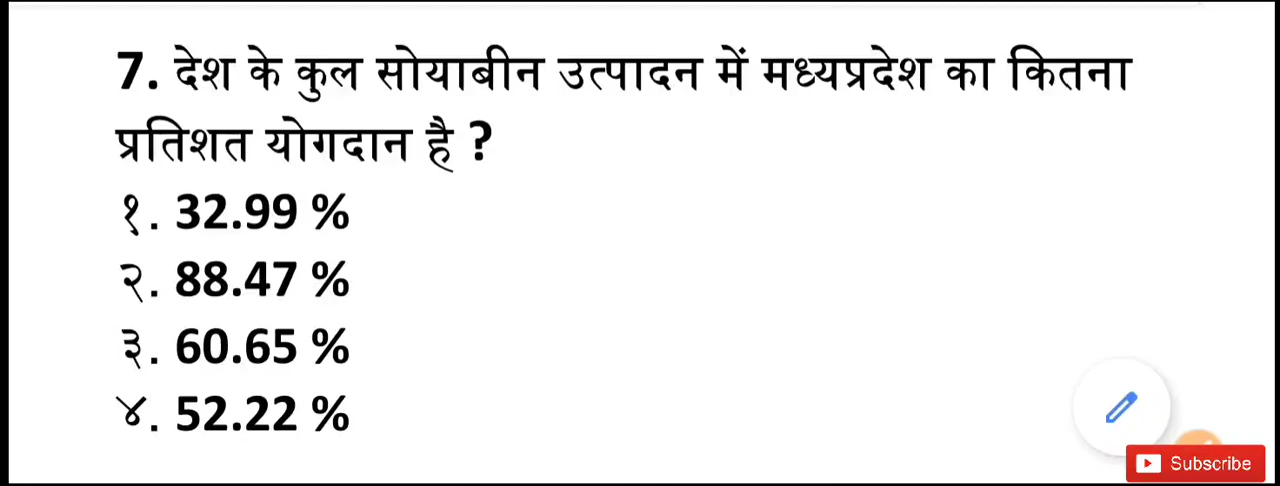 7. देश के कुल सोयाबीन उत्पादन में मध्यप्रदेश का कितना
प्रतिशत योगदान है ?
१. 32.99 %
२. 88.47 %
३. 60.65 %
४. 52.22 %
Subscribe